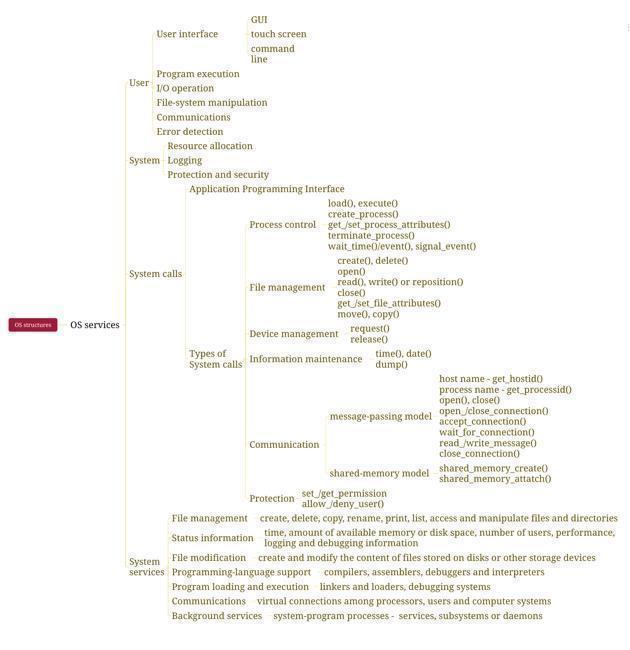 GUI
User interface
touch screen
command
line
Program execution
User
I/O operation
File-system manipulation
Communications
Error detection
Resource allocation
System
Logging
Protection and security
Application Programming Interface
load(), execute()
create_process()
Process control
get_/set_process_attributes()
terminate_process()
wait_time()/event(), signal_event()
create(), delete()
open()
System calls
read(), write() or reposition()
File management
close()
get_/set_file_attributes()
move(), copy()
OS structures
OS services
request()
Device management
release()
Types of
System calls
time(), date()
Information maintenance
dump()
host name - get_hostid()
process name - get_processid()
open(), close()
open_/close_connection()
message-passing model
accept_connection()
wait_for_connection()
read_/write_message()
close_connection()
Communication
shared_memory_create()
shared-memory model
shared_memory_attatch()
set_/get_permission
Protection
allow_/deny_user()
File management
create, delete, copy, rename, print, list, access and manipulate files and directories
Status information
time, amount of available memory or disk space, number of users, performance,
logging and debugging information
File modification
create and modify the content of files stored on disks or other storage devices
System
services
Programming-language support
compilers, assemblers, debuggers and interpreters
Program loading and execution
linkers and loaders, debugging systems
Communications
virtual connections among processors, users and computer systems
Background services
system-program processes - services, subsystems or daemons